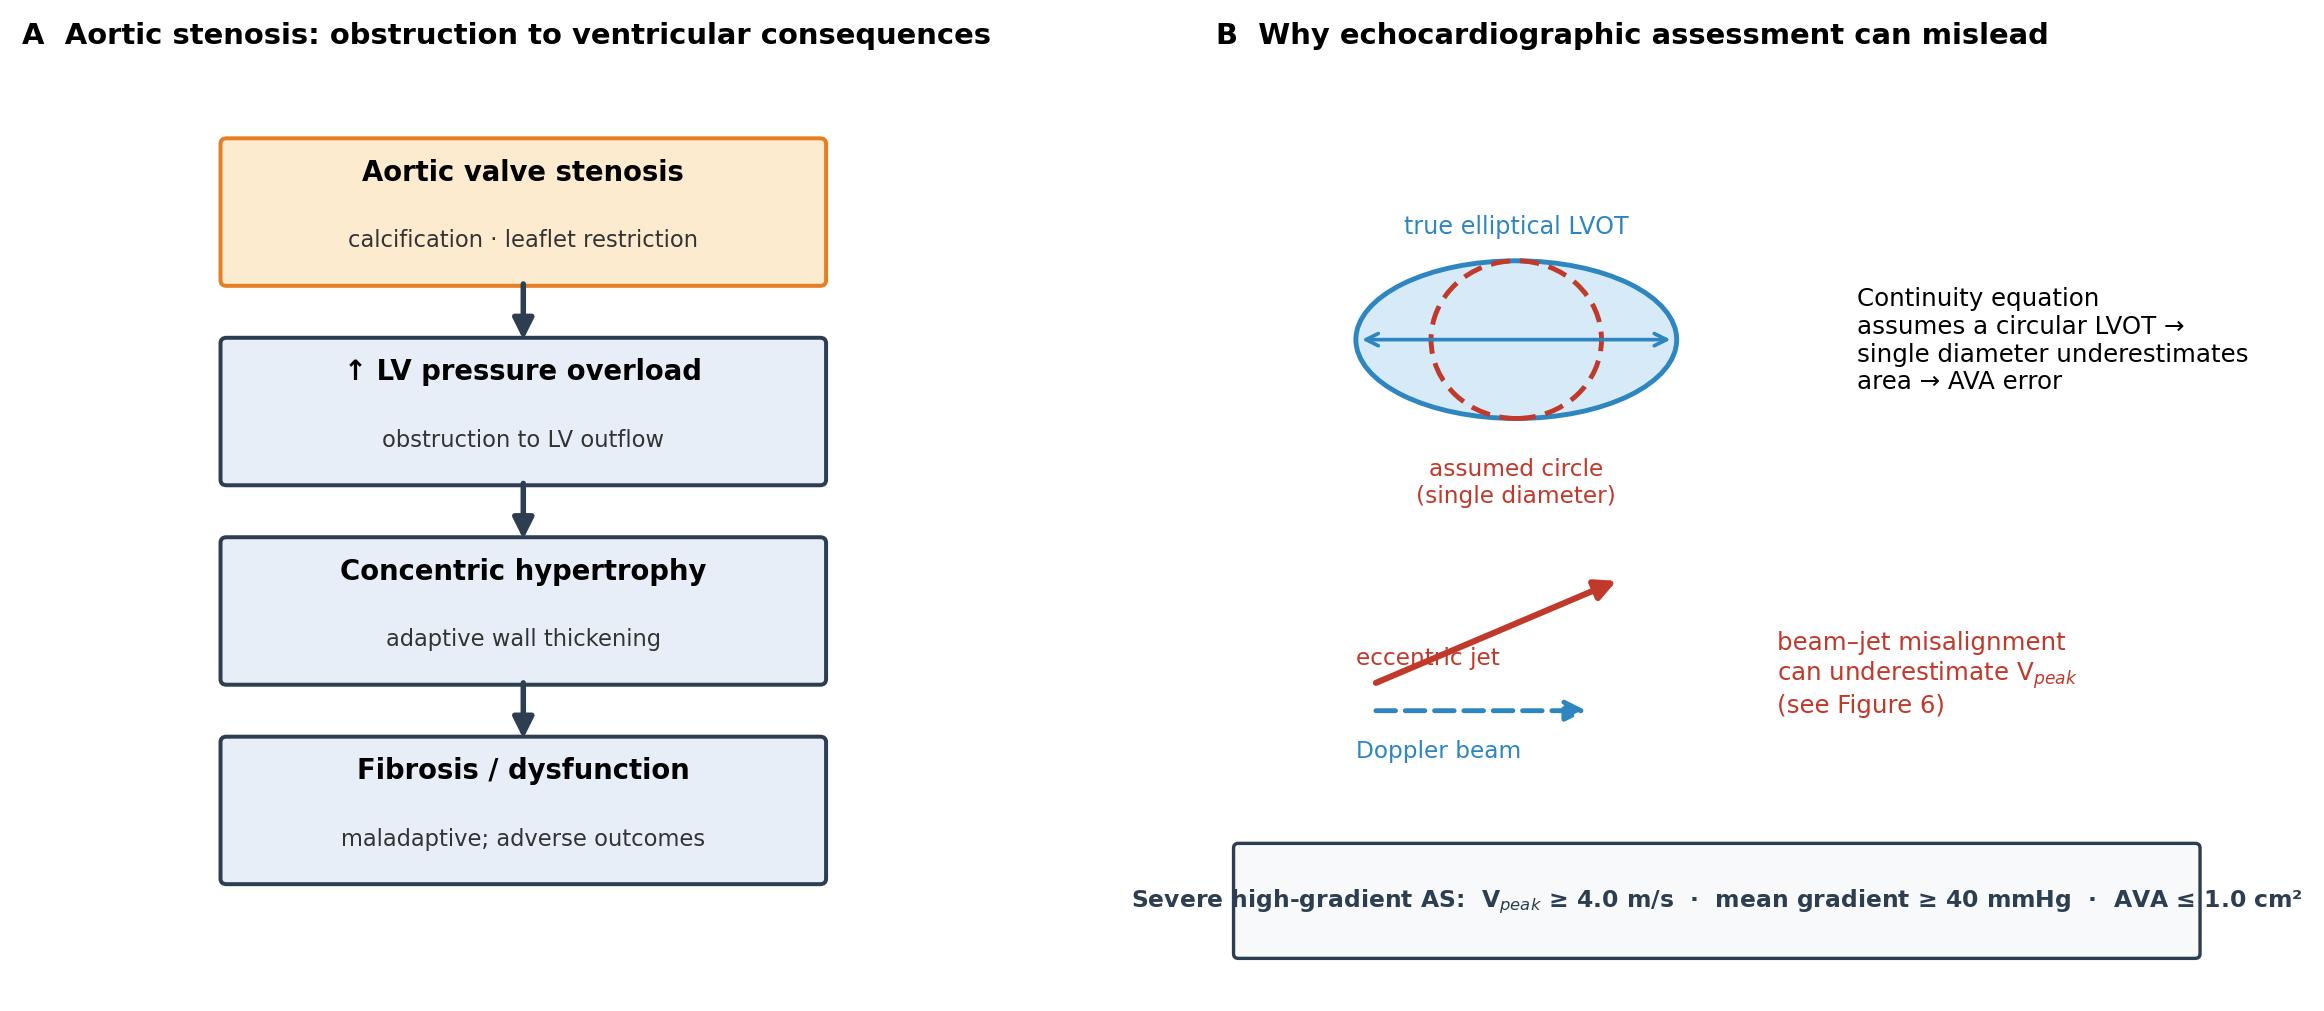 A  Aortic stenosis: obstruction to ventricular consequences
Aortic valve stenosis
calcification · leaflet restriction
↑ LV pressure overload
obstruction to LV outflow
Concentric hypertrophy
adaptive wall thickening
Fibrosis / dysfunction
maladaptive; adverse outcomes
B  Why echocardiographic assessment can mislead
true elliptical LVOT
assumed circle
(single diameter)
Continuity equation
assumes a circular LVOT →
single diameter underestimates
area → AVA error
eccentric jet
Doppler beam
beam–jet misalignment
can underestimate Vpeak
(see Figure 6)
Severe high-gradient AS:  Vpeak ≥ 4.0 m/s  ·  mean gradient ≥ 40 mmHg  ·  AVA ≤ 1.0 cm²